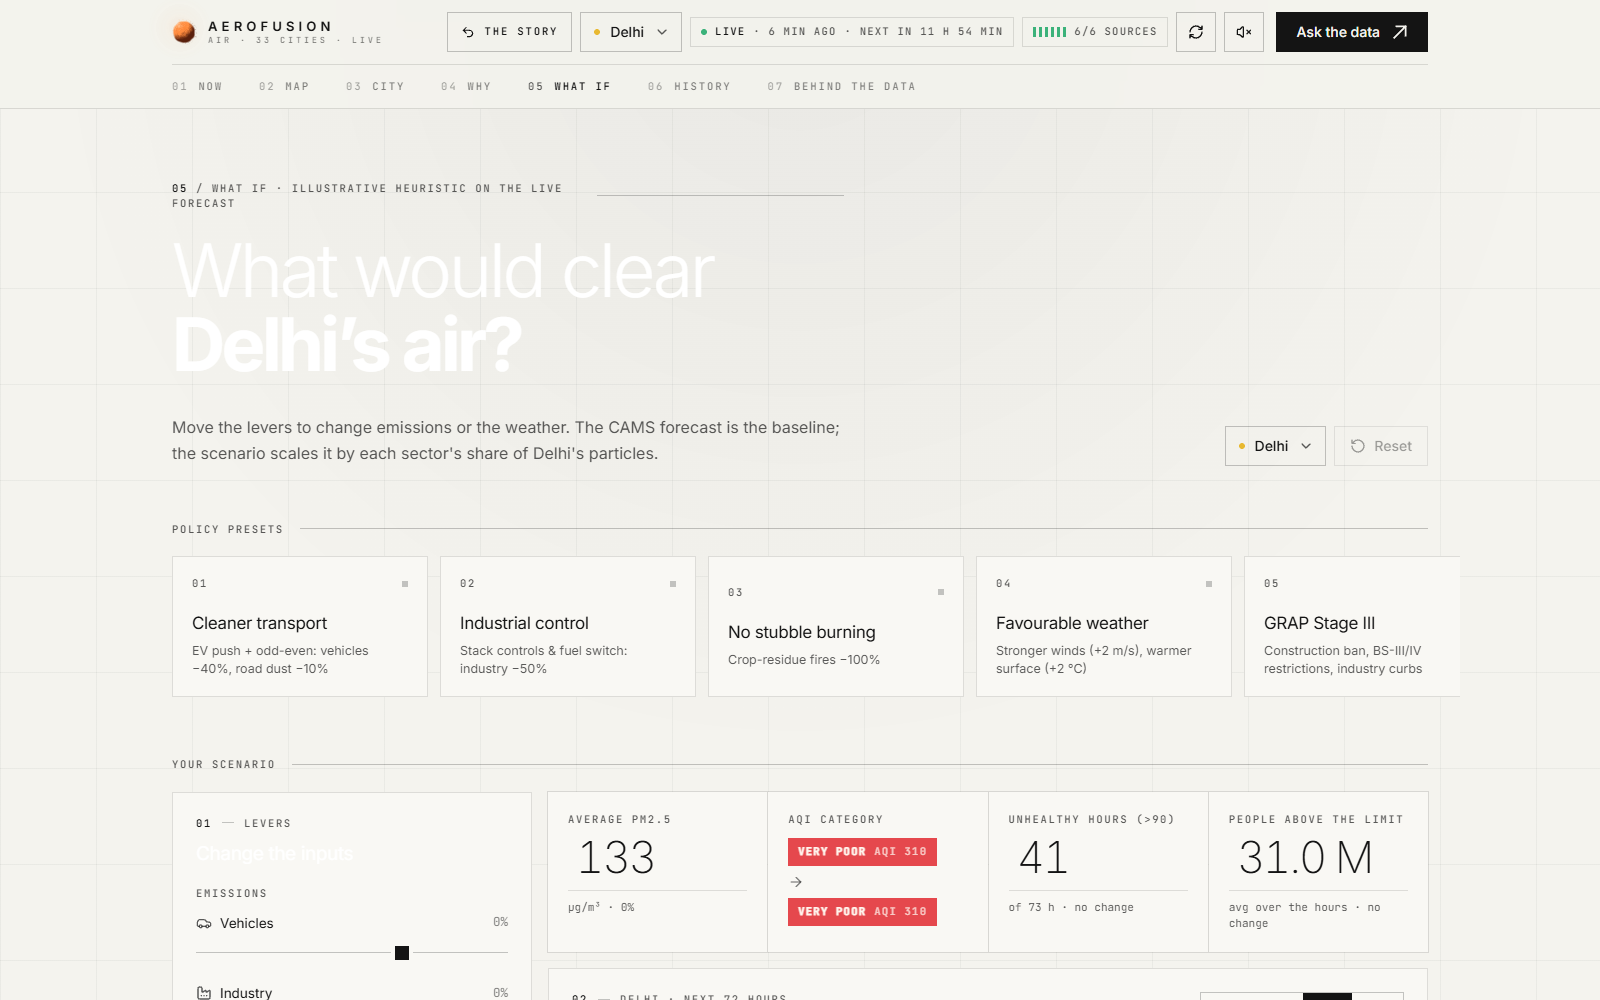 AEROFUSION
AIR · 33 CITIES · LIVE
THE STORY
Delhi
LIVE · 6 MIN AGO · NEXT IN 11 H 54 MIN
6/6 SOURCES
Ask the data
01 NOW
02 MAP
03 CITY
04 WHY
05 WHAT IF
06 HISTORY
07 BEHIND THE DATA
05 / WHAT IF · ILLUSTRATIVE HEURISTIC ON THE LIVE
FORECAST
What would clear
Delhi's air?
Move the levers to change emissions or the weather. The CAMS forecast is the baseline;
the scenario scales it by each sector's share of Delhi's particles.
Delhi
Reset
POLICY PRESETS
01
Cleaner transport
EV push + odd-even: vehicles
−40%, road dust −10%
02
Industrial control
Stack controls & fuel switch:
industry −50%
03
No stubble burning
Crop-residue fires −100%
04
Favourable weather
Stronger winds (+2 m/s), warmer
surface (+2 °C)
05
GRAP Stage III
Construction ban, BS-III/IV
restrictions, industry curbs
YOUR SCENARIO
01 — LEVERS
Change the inputs
EMISSIONS
Vehicles 0%
Industry 0%
AVERAGE PM2.5
133
µg/m³ · 0%
AQI CATEGORY
VERY POOR AQI 310
→
VERY POOR AQI 310
UNHEALTHY HOURS (>90)
41
of 73 h · no change
PEOPLE ABOVE THE LIMIT
31.0 M
avg over the hours · no
change
02 — DELHI · NEXT 72 HOURS